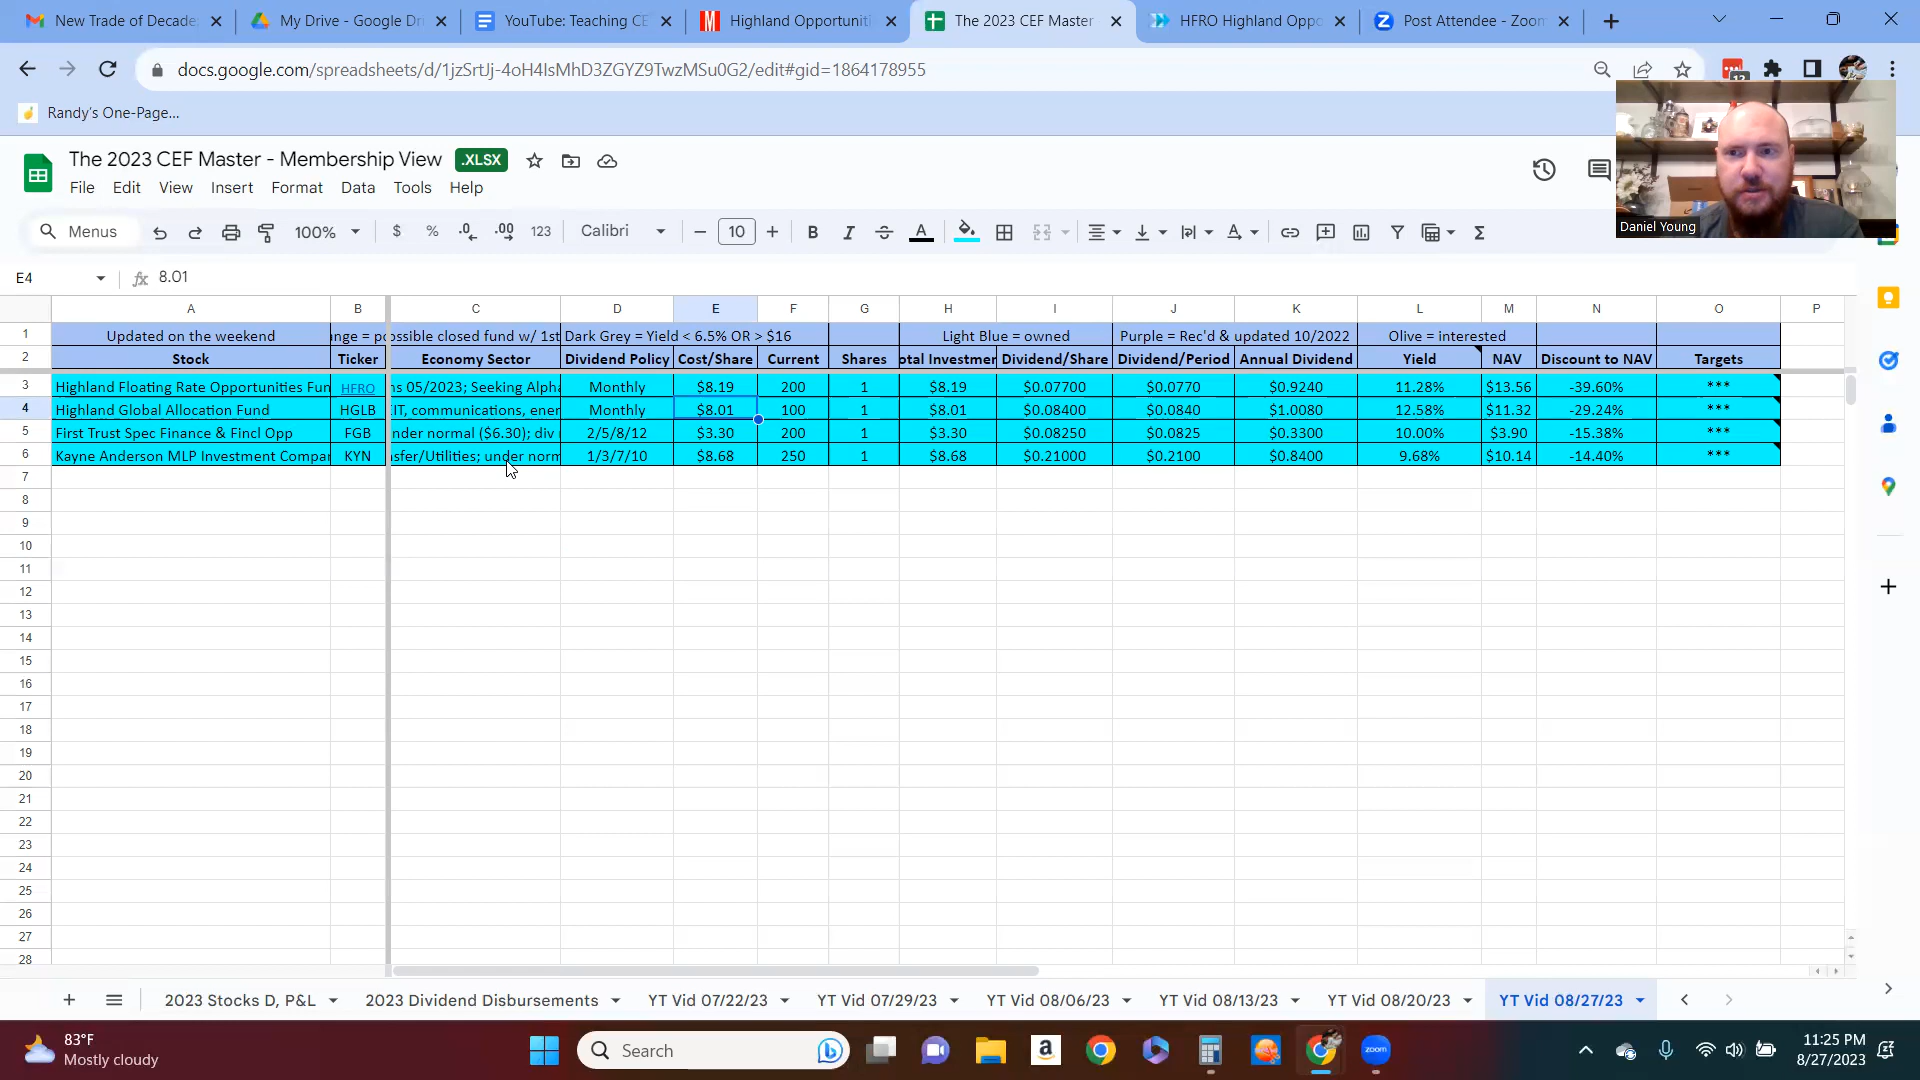 New Trade of Decade
My Drive - Google Dri
YouTube: Teaching CE
Highland Opportuniti
The 2023 CEF Master
HFRO Highland Oppo
Post Attendee - Zoom
docs.google.com/spreadsheets/d/1jzSrtJj-4oH4IsMhD3ZGYZ9TwzMSu0G2/edit#gid=1864178955
Randy's One-Page...
The 2023 CEF Master - Membership View .XLSX
File Edit View Insert Format Data Tools Help
Menus 100% $ % .0 .00 123 Calibri 10 B I A
Daniel Young
E4 fx 8.01
A B C D E F G H I J K L M N O P
1 Updated on the weekend nge = possible closed fund w/ 1st Dark Grey = Yield < 6.5% OR > $16 Light Blue = owned Purple = Rec'd & updated 10/2022 Olive = interested
2 Stock Ticker Economy Sector Dividend Policy Cost/Share Current Shares otal Investmer Dividend/Share Dividend/Period Annual Dividend Yield NAV Discount to NAV Targets
3 Highland Floating Rate Opportunities Fun HFRO ns 05/2023; Seeking Alpha Monthly $8.19 200 1 $8.19 $0.07700 $0.0770 $0.9240 11.28% $13.56 -39.60% ***
4 Highland Global Allocation Fund HGLB EIT, communications, ener Monthly $8.01 100 1 $8.01 $0.08400 $0.0840 $1.0080 12.58% $11.32 -29.24% ***
5 First Trust Spec Finance & Fincl Opp FGB nder normal ($6.30); div 2/5/8/12 $3.30 200 1 $3.30 $0.08250 $0.0825 $0.3300 10.00% $3.90 -15.38% ***
6 Kayne Anderson MLP Investment Compar KYN nsfer/Utilities; under norm 1/3/7/10 $8.68 250 1 $8.68 $0.21000 $0.2100 $0.8400 9.68% $10.14 -14.40% ***
7
8
9
10
11
12
13
14
15
16
17
18
19
20
21
22
23
24
25
26
27
28
2023 Stocks D, P&L 2023 Dividend Disbursements YT Vid 07/22/23 YT Vid 07/29/23 YT Vid 08/06/23 YT Vid 08/13/23 YT Vid 08/20/23 YT Vid 08/27/23
83°F
Mostly cloudy
Search
zoom
11:25 PM
8/27/2023